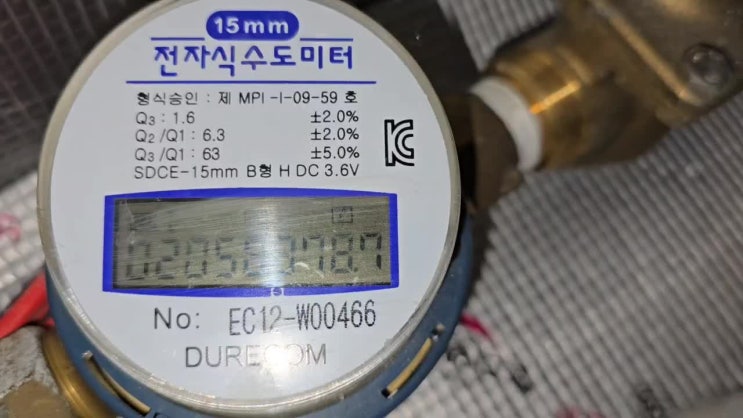 15mm
전자식수도미터
형식승인 : 제 MPI -I-09-59 호
Q₃ : 1.6 ±2.0%
Q₂ /Q₁ : 6.3 ±2.0%
Q₃ /Q₁ : 63 ±5.0%
SDCE-15mm B형 H DC 3.6V
No: EC12-W00466
DURECOM